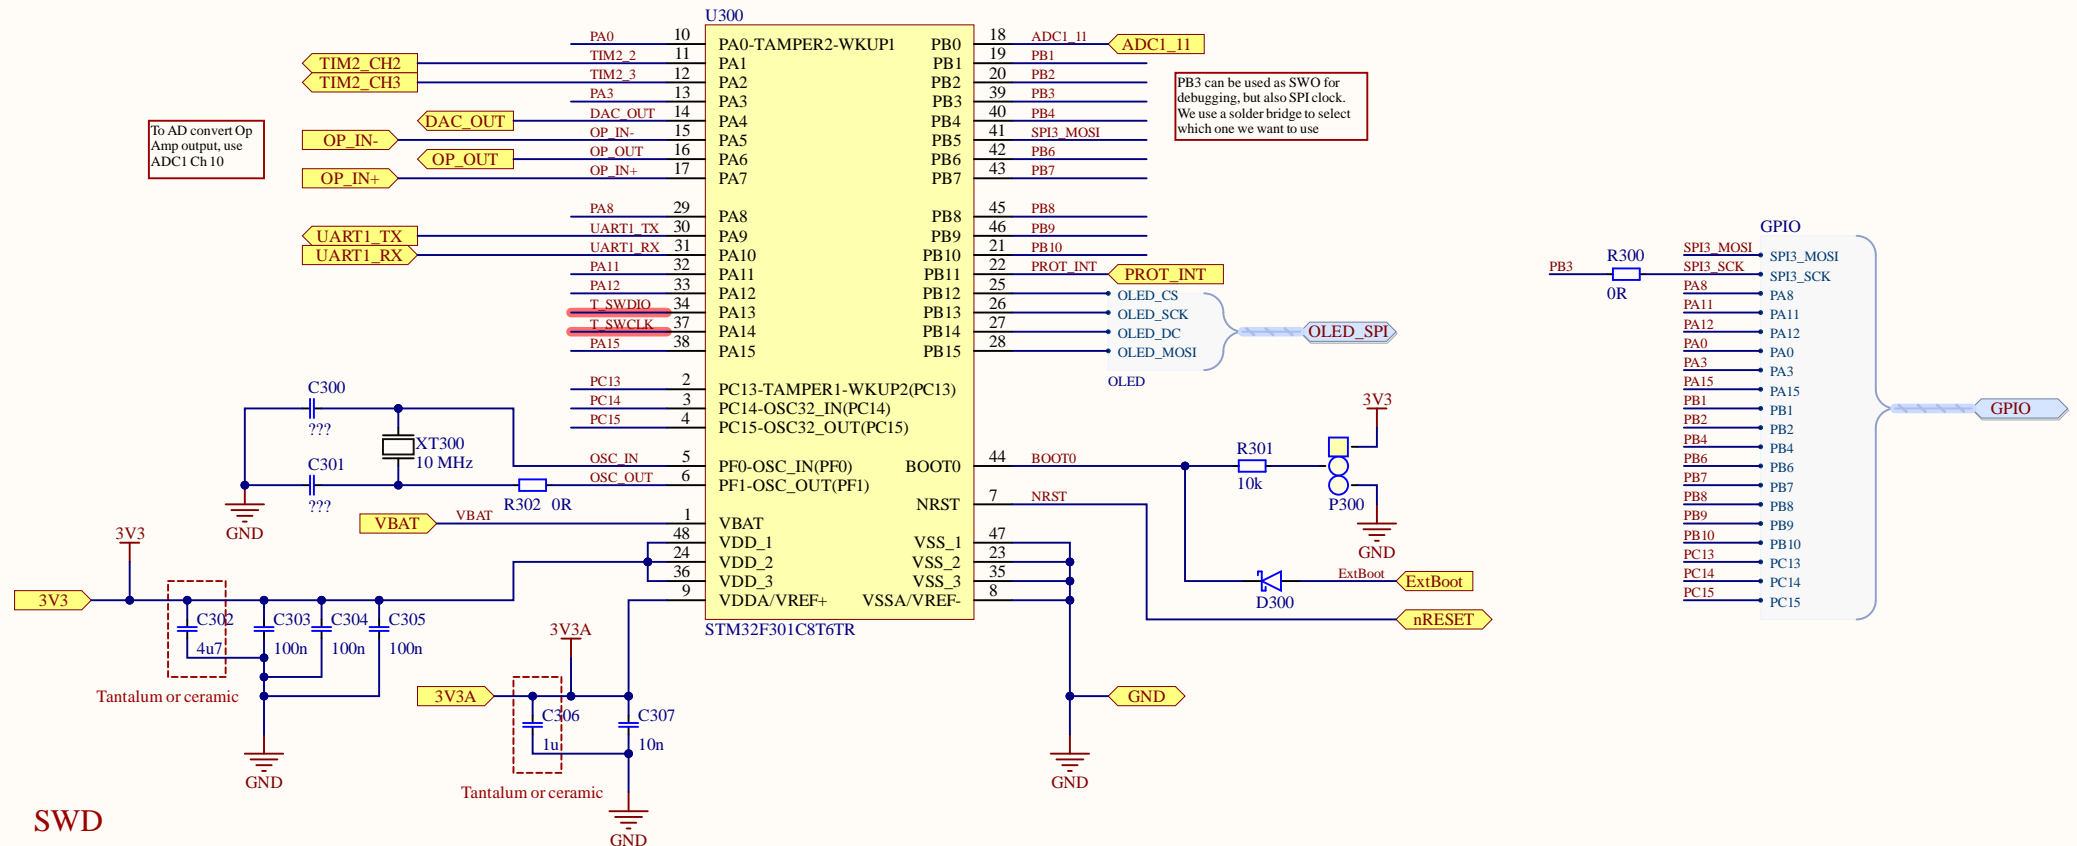 U300
PA0 10 PA0-TAMPER2-WKUP1
TIM2_CH2 TIM2_2 11 PA1
TIM2_CH3 TIM2_3 12 PA2
PA3 13 PA3
DAC_OUT DAC_OUT 14 PA4
OP_IN- OP_IN- 15 PA5
OP_OUT OP_OUT 16 PA6
OP_IN+ OP_IN+ 17 PA7
PA8 29 PA8
UART1_TX UART1_TX 30 PA9
UART1_RX UART1_RX 31 PA10
PA11 32 PA11
PA12 33 PA12
T_SWDIO 34 PA13
T_SWCLK 37 PA14
PA15 38 PA15
PC13 2 PC13-TAMPER1-WKUP2(PC13)
PC14 3 PC14-OSC32_IN(PC14)
PC15 4 PC15-OSC32_OUT(PC15)
OSC_IN 5 PF0-OSC_IN(PF0)
OSC_OUT 6 PF1-OSC_OUT(PF1)
VBAT VBAT 1 VBAT
48 VDD_1
24 VDD_2
36 VDD_3
9 VDDA/VREF+
STM32F301C8T6TR
PB0 18 ADC1_11 ADC1_11
PB1 19 PB1
PB2 20 PB2
PB3 39 PB3
PB4 40 PB4
PB5 41 SPI3_MOSI
PB6 42 PB6
PB7 43 PB7
PB8 45 PB8
PB9 46 PB9
PB10 21 PB10
PB11 22 PROT_INT PROT_INT
PB12 25 OLED_CS
PB13 26 OLED_SCK
PB14 27 OLED_DC
PB15 28 OLED_MOSI
OLED_SPI
OLED
BOOT0 44 BOOT0
NRST 7 NRST
VSS_1 47
VSS_2 23
VSS_3 35
VSSA/VREF- 8
To AD convert Op
Amp output, use
ADC1 Ch 10
PB3 can be used as SWO for
debugging, but also SPI clock.
We use a solder bridge to select
which one we want to use
C300
???
XT300
10 MHz
C301
???
R302 0R
GND
3V3
3V3
C302
4u7
C303
100n
C304
100n
C305
100n
Tantalum or ceramic
GND
3V3A
3V3A
C306
1u
C307
10n
Tantalum or ceramic
GND
R301
10k
3V3
P300
GND
D300
ExtBoot ExtBoot
nRESET
GND
GND
PB3 R300
0R
GPIO
SPI3_MOSI SPI3_MOSI
SPI3_SCK SPI3_SCK
PA8 PA8
PA11 PA11
PA12 PA12
PA0 PA0
PA3 PA3
PA15 PA15
PB1 PB1
PB2 PB2
PB4 PB4
PB6 PB6
PB7 PB7
PB8 PB8
PB9 PB9
PB10 PB10
PC13 PC13
PC14 PC14
PC15 PC15
GPIO
SWD